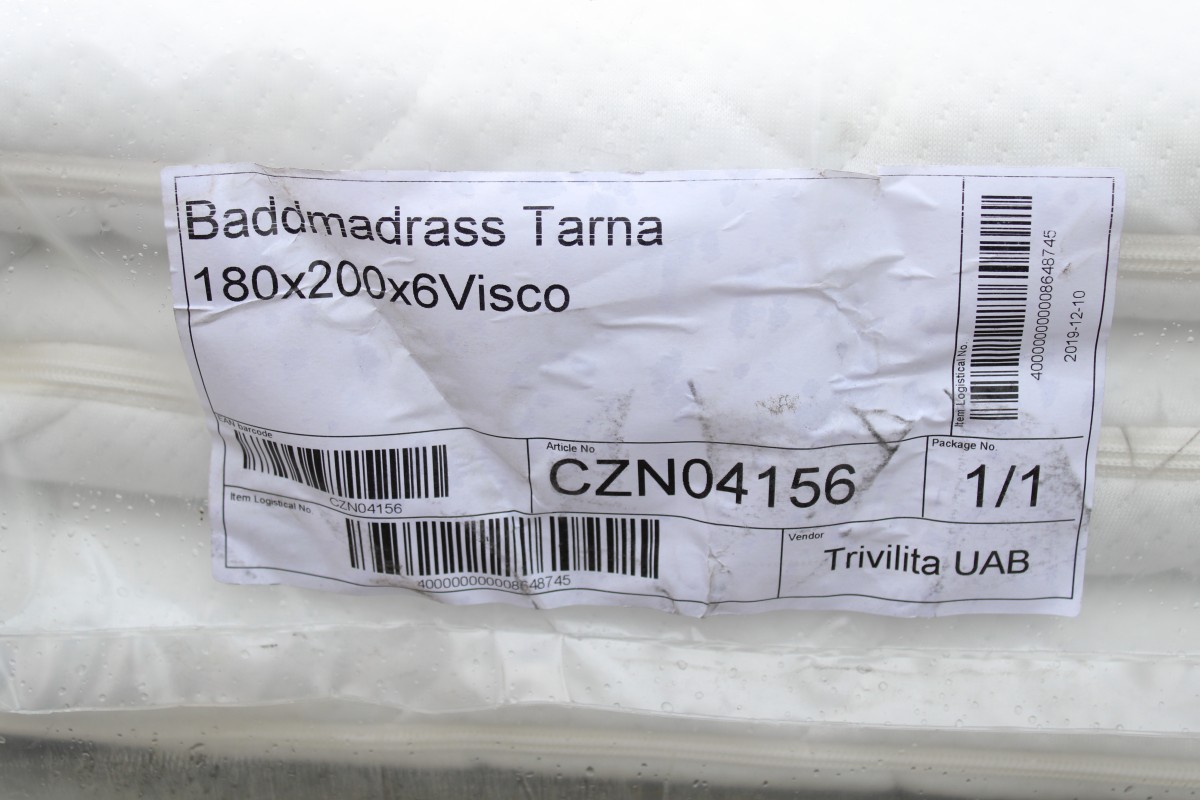 Baddmadrass Tarna
180x200x6Visco
Item Logistical No.
40000000000008648745
2019-12-10
EAN barcode
CZN04156
Article No
CZN04156
Package No.
1/1
Item Logistical No
40000000000008648745
Vendor
Trivilita UAB